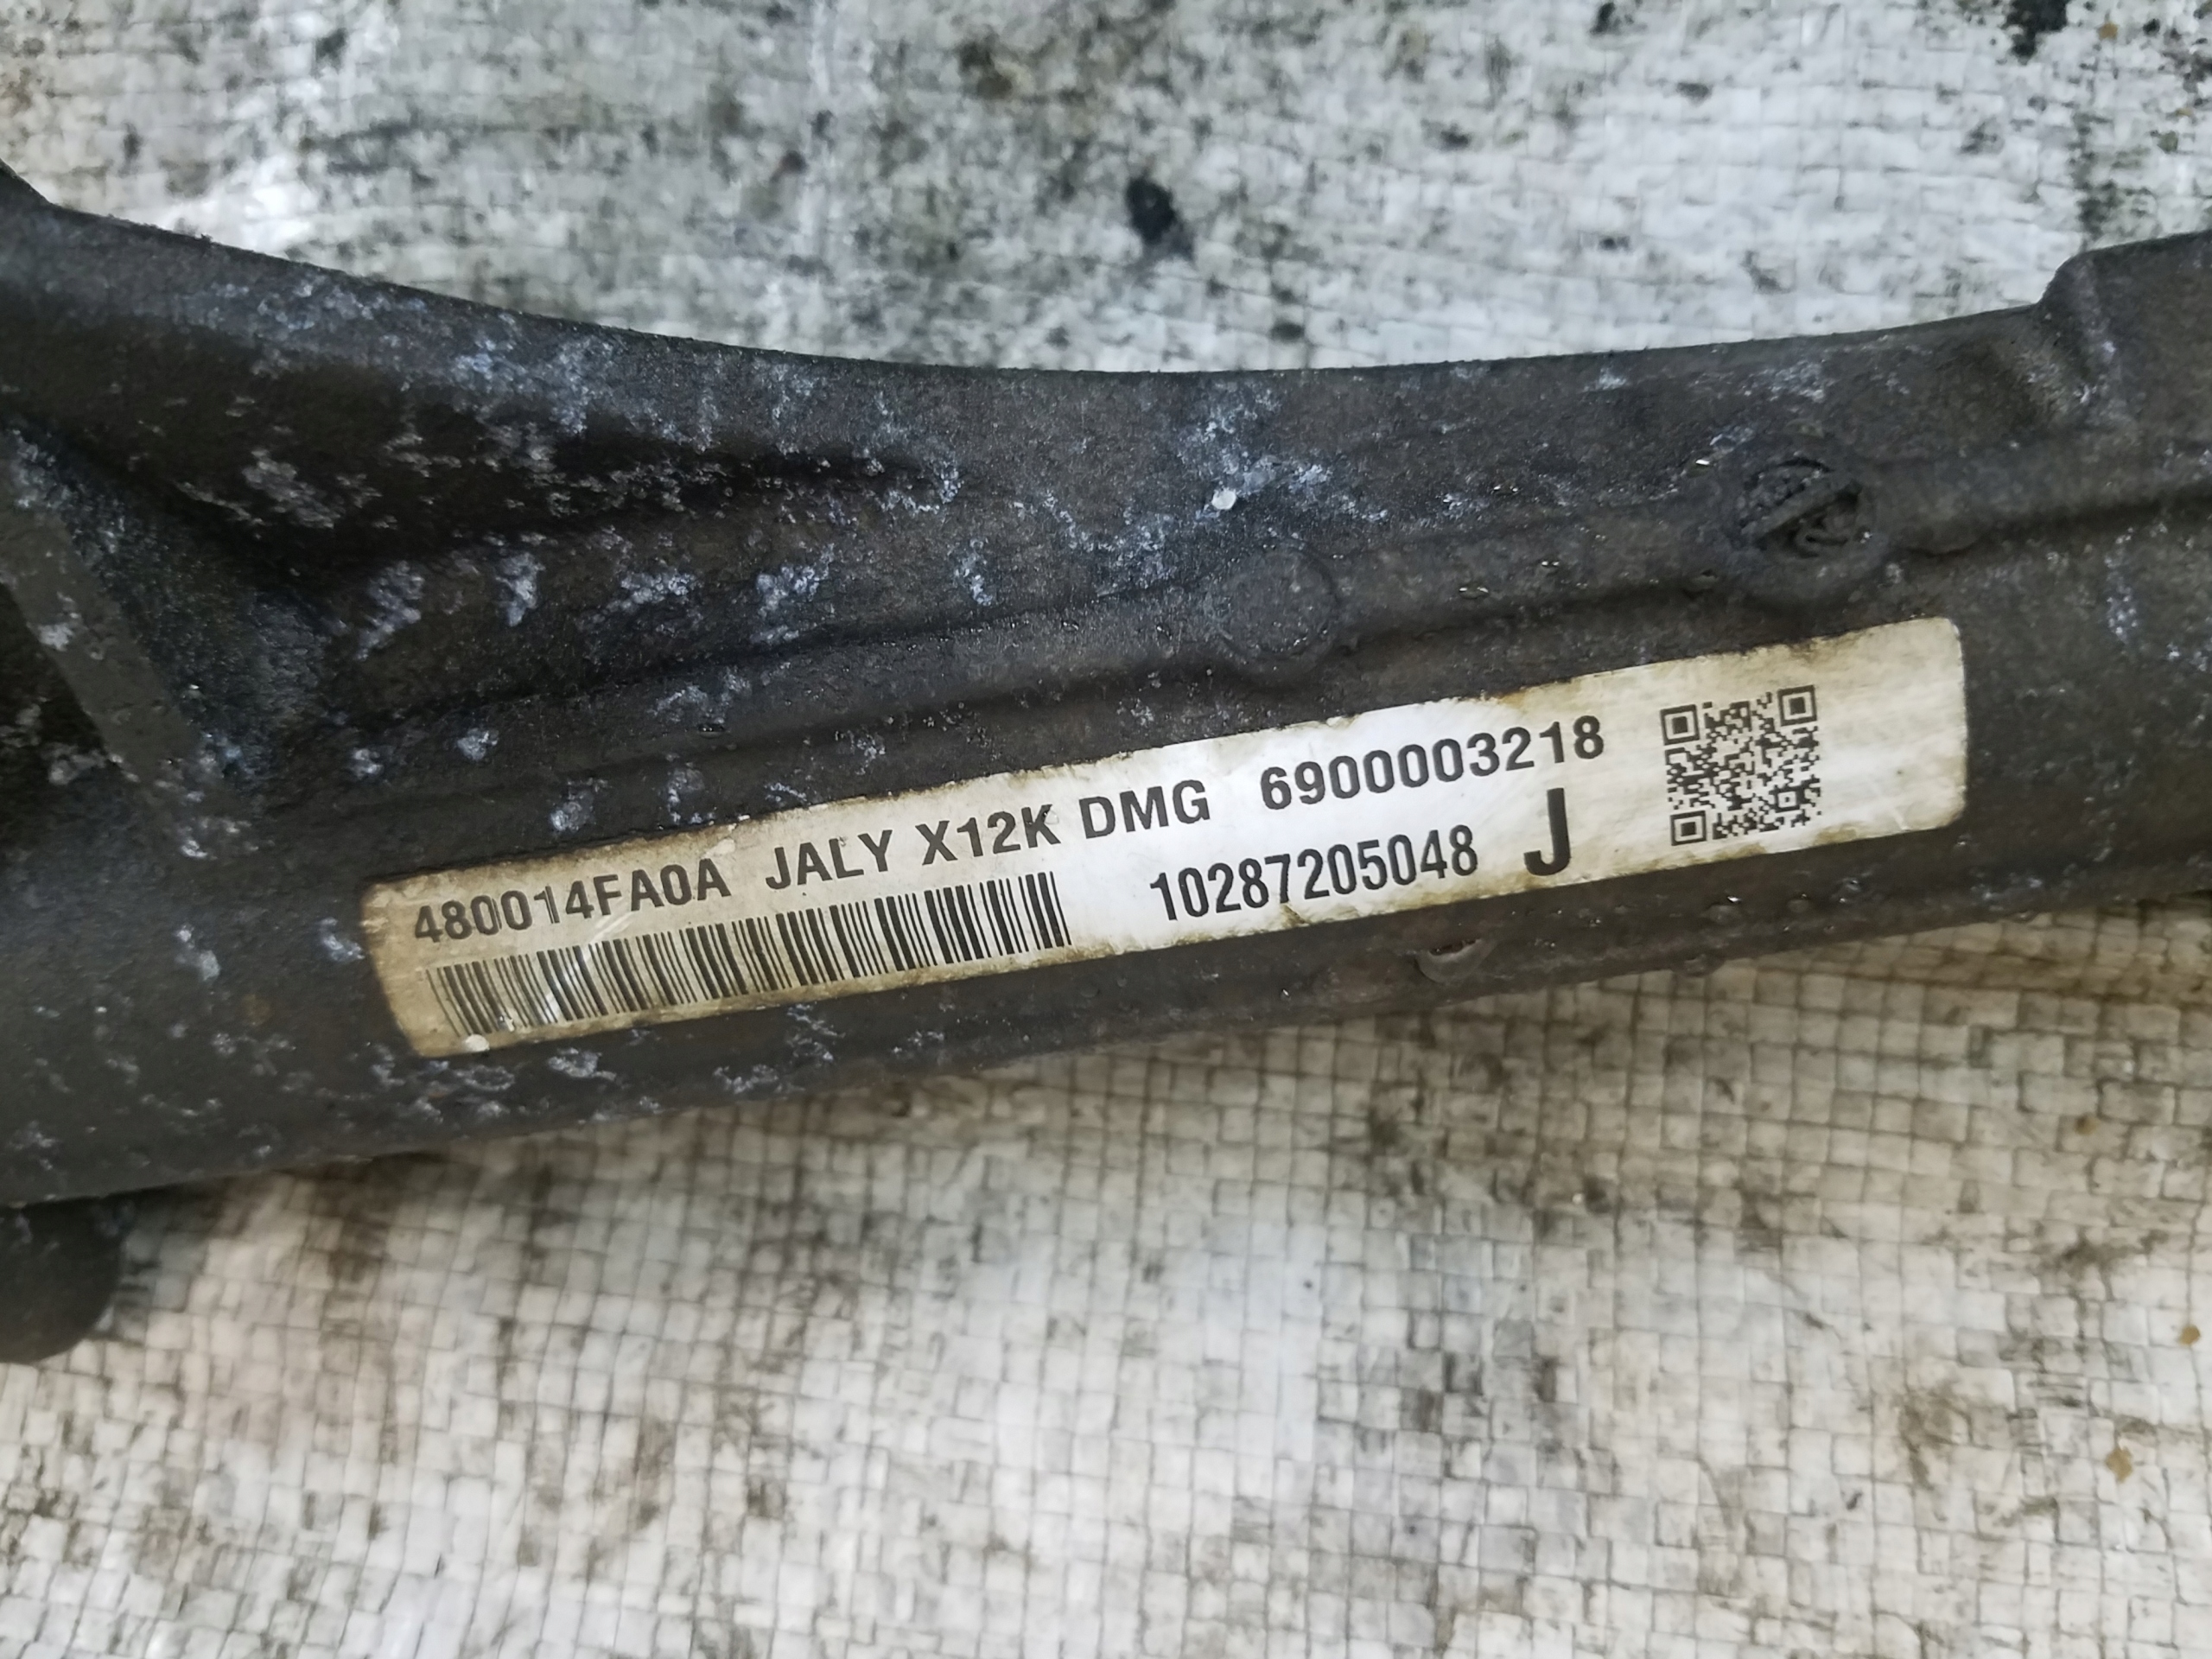 480014FA0A JALY X12K DMG 6900003218
10287205048 J